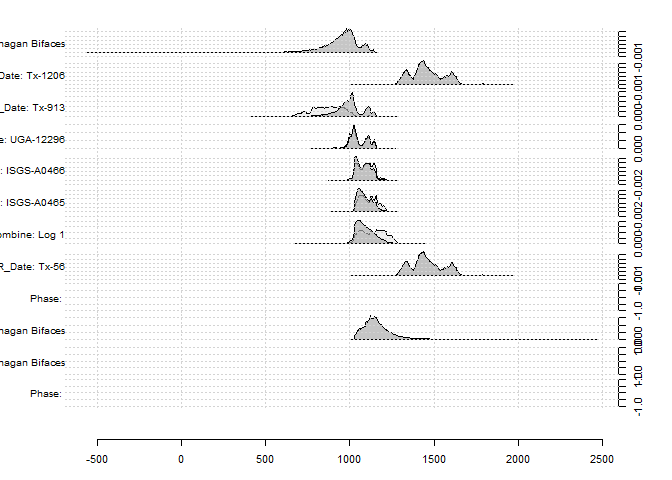 nagan Bifaces
Date: Tx-1206
_Date: Tx-913
e: UGA-12296
: ISGS-A0466
: ISGS-A0465
ombine: Log 1
R_Date: Tx-56
Phase:
nagan Bifaces
nagan Bifaces
Phase:
-500 0 500 1000 1500 2000 2500